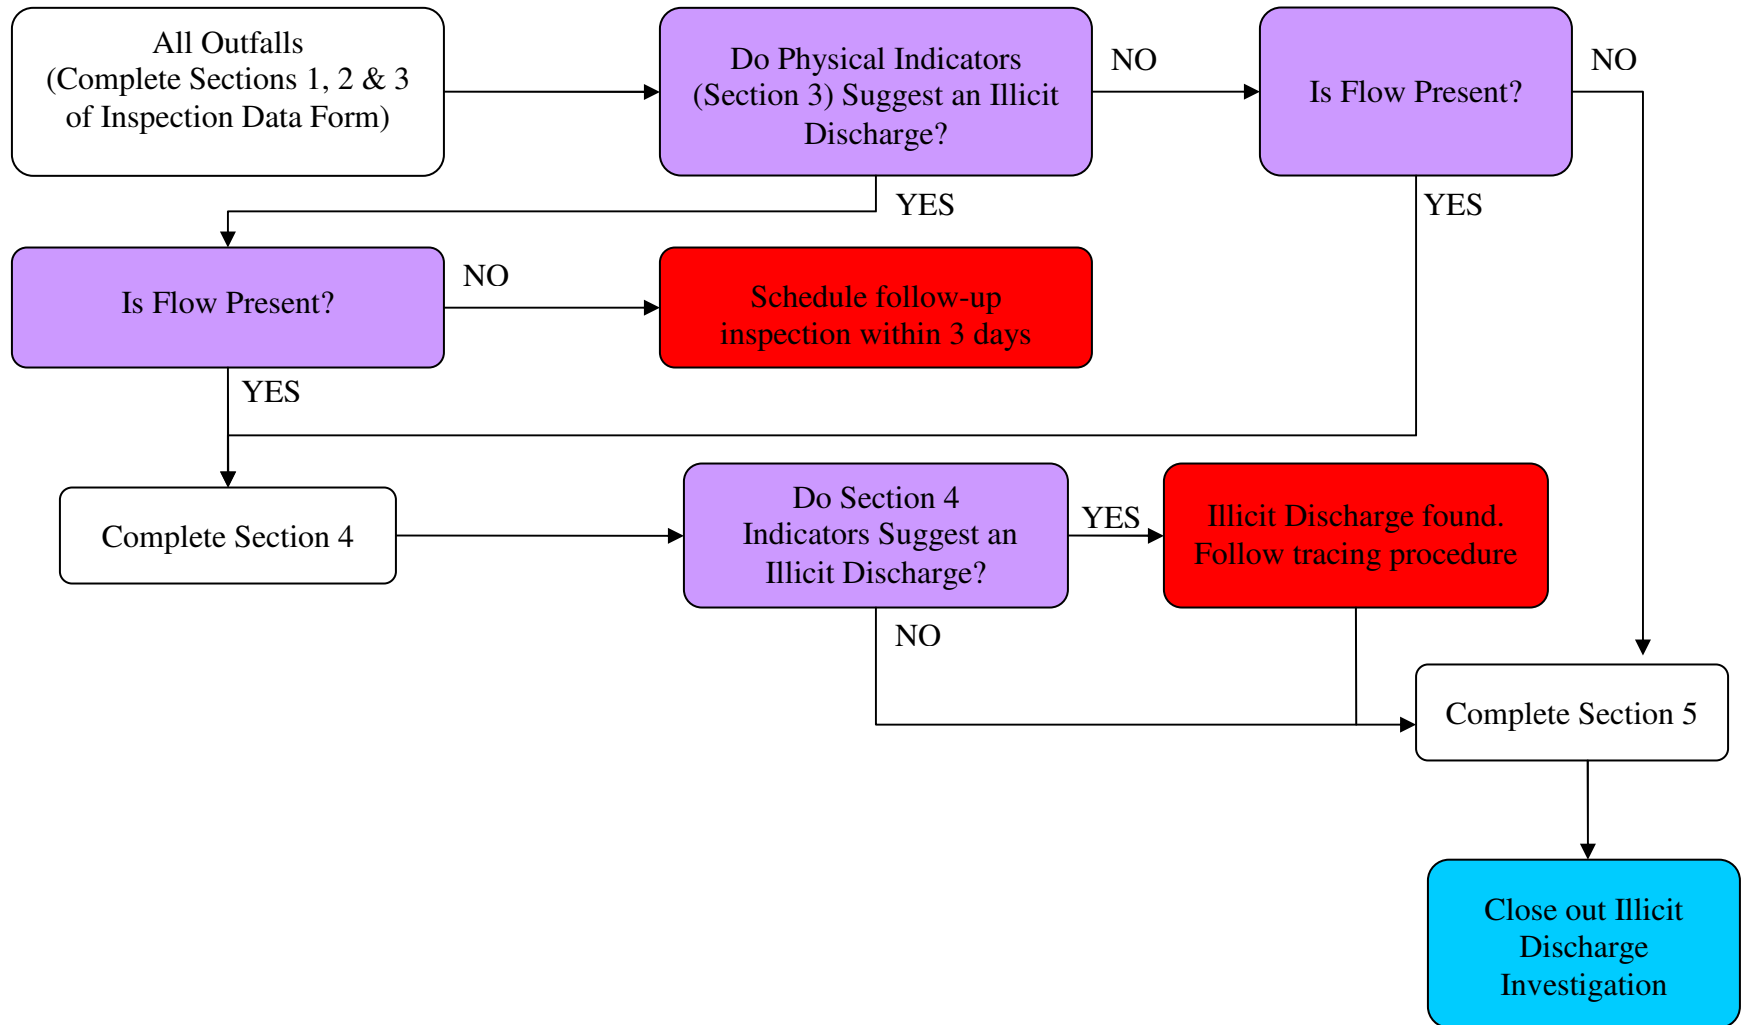 All Outfalls
(Complete Sections 1, 2 & 3
of Inspection Data Form)
Do Physical Indicators
(Section 3) Suggest an Illicit
Discharge?
NO
Is Flow Present?
NO
YES
YES
Is Flow Present?
NO
Schedule follow-up
inspection within 3 days
YES
Complete Section 4
Do Section 4
Indicators Suggest an
Illicit Discharge?
YES
Illicit Discharge found.
Follow tracing procedure
NO
Complete Section 5
Close out Illicit
Discharge
Investigation